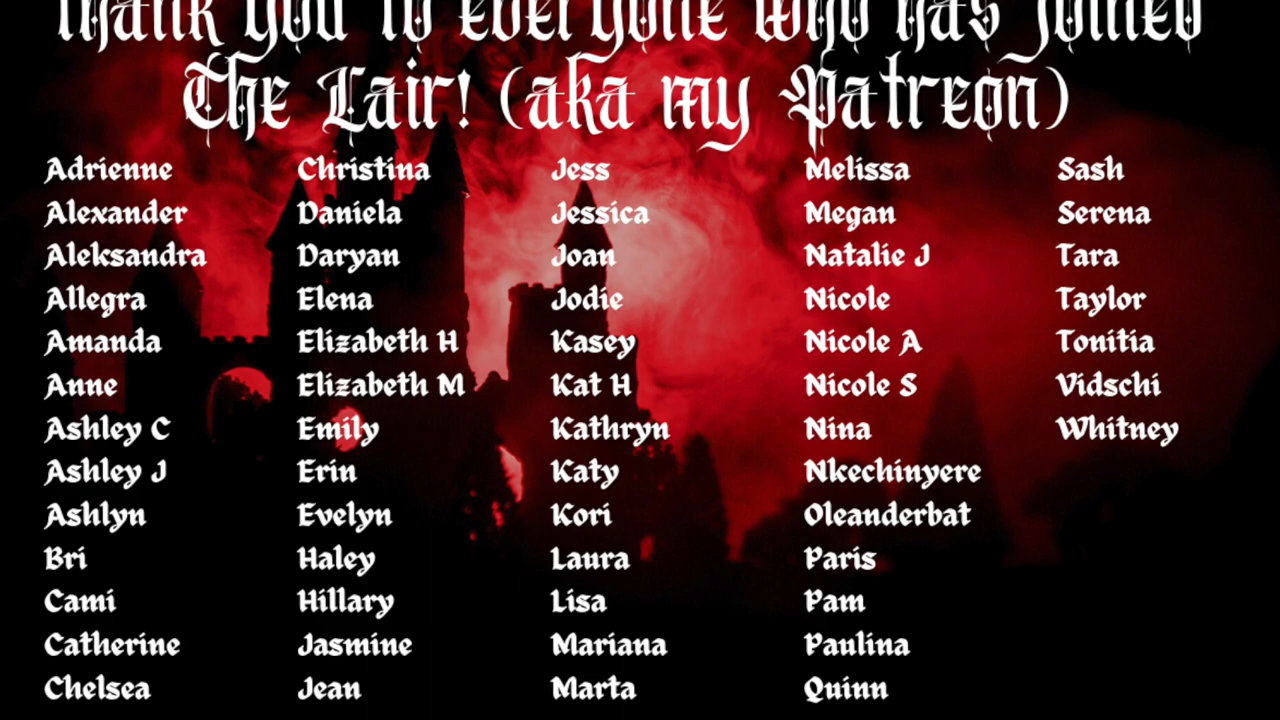 Thank you to everyone who has joined
The Lair! (aka my Patreon)
Adrienne
Alexander
Aleksandra
Allegra
Amanda
Anne
Ashley C
Ashley J
Ashlyn
Bri
Cami
Catherine
Chelsea
Christina
Daniela
Daryan
Elena
Elizabeth H
Elizabeth M
Emily
Erin
Evelyn
Haley
Hillary
Jasmine
Jean
Jess
Jessica
Joan
Jodie
Kasey
Kat H
Kathryn
Katy
Kori
Laura
Lisa
Mariana
Marta
Melissa
Megan
Natalie J
Nicole
Nicole A
Nicole S
Nina
Nkechinyere
Oleanderbat
Paris
Pam
Paulina
Quinn
Sash
Serena
Tara
Taylor
Tonitia
Vidschi
Whitney